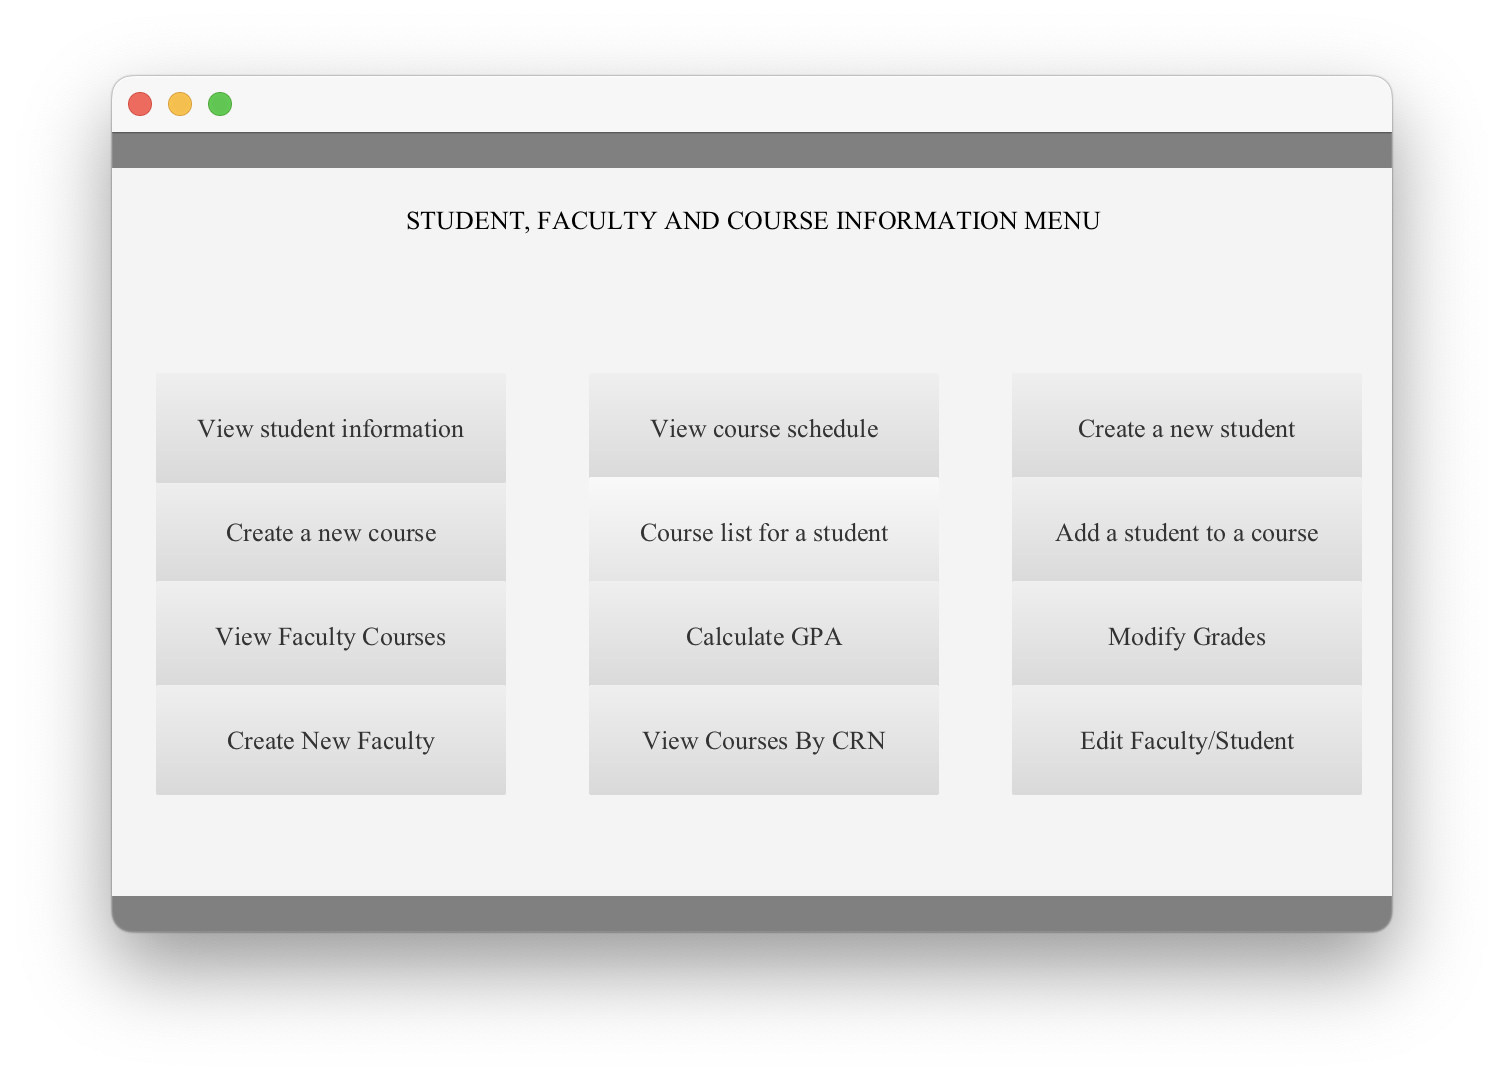 STUDENT, FACULTY AND COURSE INFORMATION MENU
View student information
View course schedule
Create a new student
Create a new course
Course list for a student
Add a student to a course
View Faculty Courses
Calculate GPA
Modify Grades
Create New Faculty
View Courses By CRN
Edit Faculty/Student